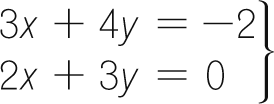 3x + 4y = −2
2x + 3y = 0